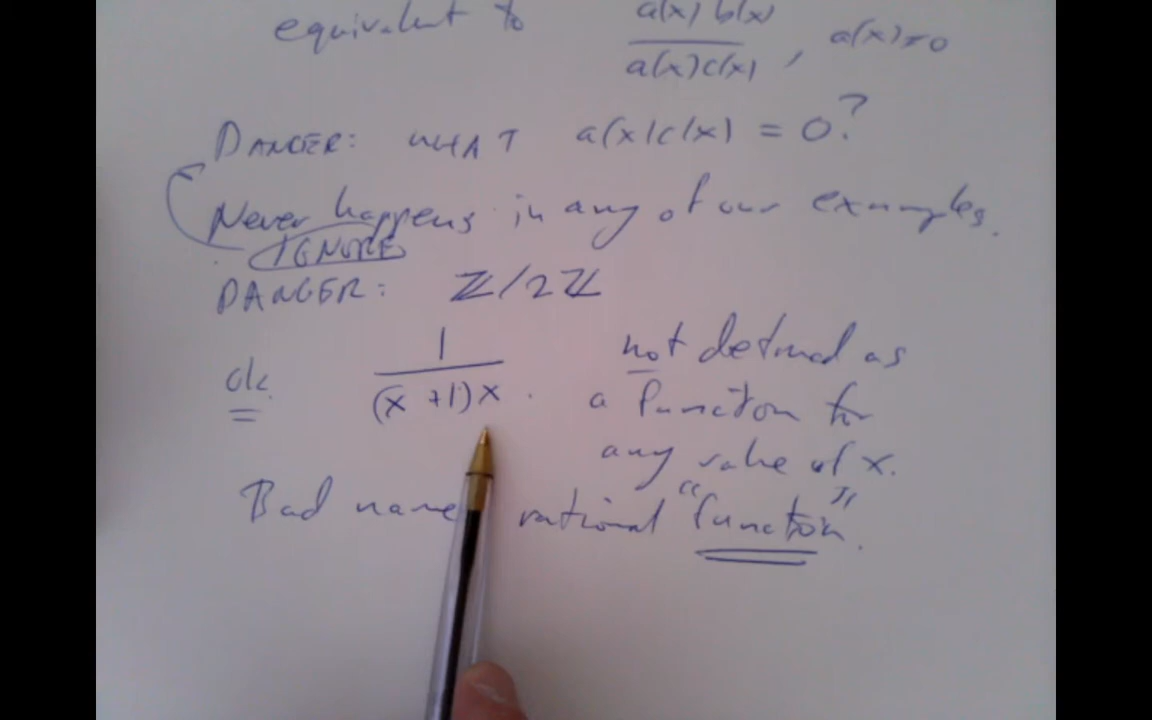 equivalent to a(x) b(x) / a(x) c(x) , a(x)≠0
DANGER: WHAT a(x)c(x) = 0?
Never happens in any of our examples.
IGNORE
DANGER: ℤ/2ℤ
ok 1 / (x+1)x . not defined as
a function for
any value of x.
Bad name rational "function".